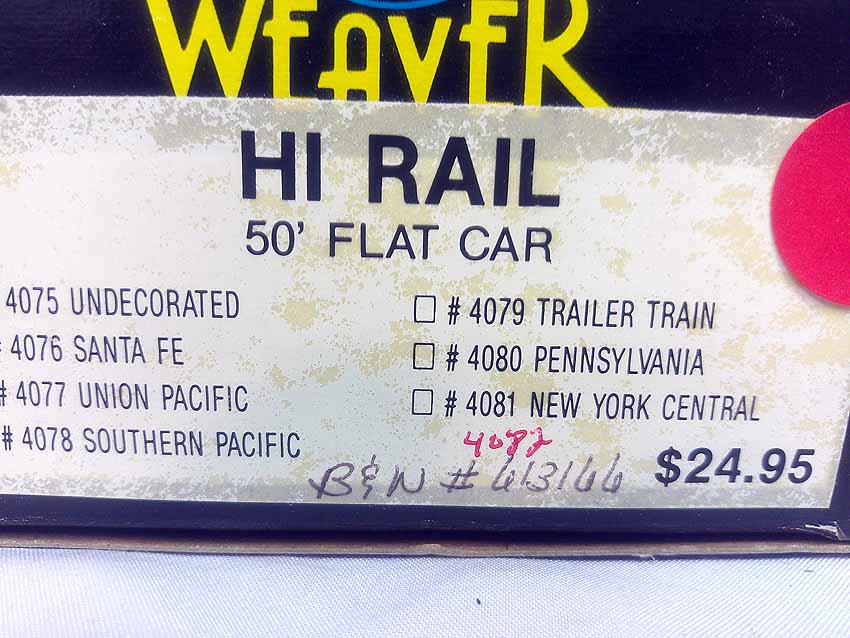 WEAVER
HI RAIL
50' FLAT CAR
4075 UNDECORATED
# 4076 SANTA FE
# 4077 UNION PACIFIC
# 4078 SOUTHERN PACIFIC
# 4079 TRAILER TRAIN
# 4080 PENNSYLVANIA
# 4081 NEW YORK CENTRAL
4082
B&N # 613166
$24.95